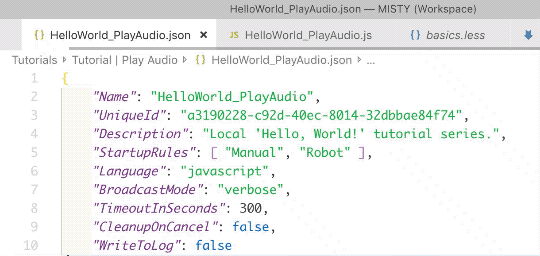 HelloWorld_PlayAudio.json — MISTY (Workspace)
{} HelloWorld_PlayAudio.json × JS HelloWorld_PlayAudio.js {} basics.less
Tutorials ▸ Tutorial | Play Audio ▸ {} HelloWorld_PlayAudio.json ▸ ...
1 {
2 "Name": "HelloWorld_PlayAudio",
3 "UniqueId": "a3190228-c92d-40ec-8014-32dbbae84f74",
4 "Description": "Local 'Hello, World!' tutorial series.",
5 "StartupRules": [ "Manual", "Robot" ],
6 "Language": "javascript",
7 "BroadcastMode": "verbose",
8 "TimeoutInSeconds": 300,
9 "CleanupOnCancel": false,
10 "WriteToLog": false